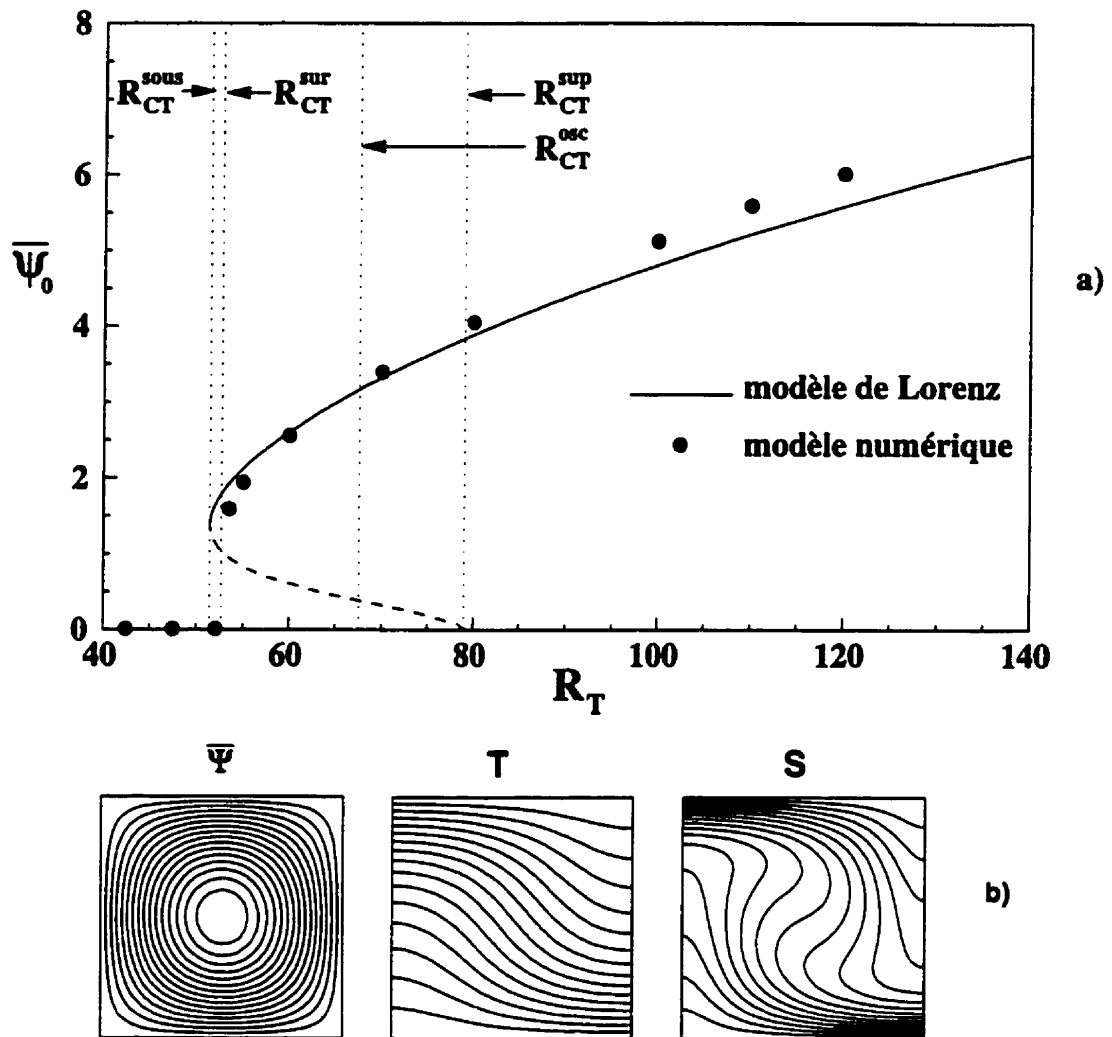 8
R_CT^sous
R_CT^sur
R_CT^sup
R_CT^osc
6
Ψ̅₀
a)
4
modèle de Lorenz
modèle numérique
2
0
40 60 80 100 120 140
R_T
Ψ̅ T S
b)